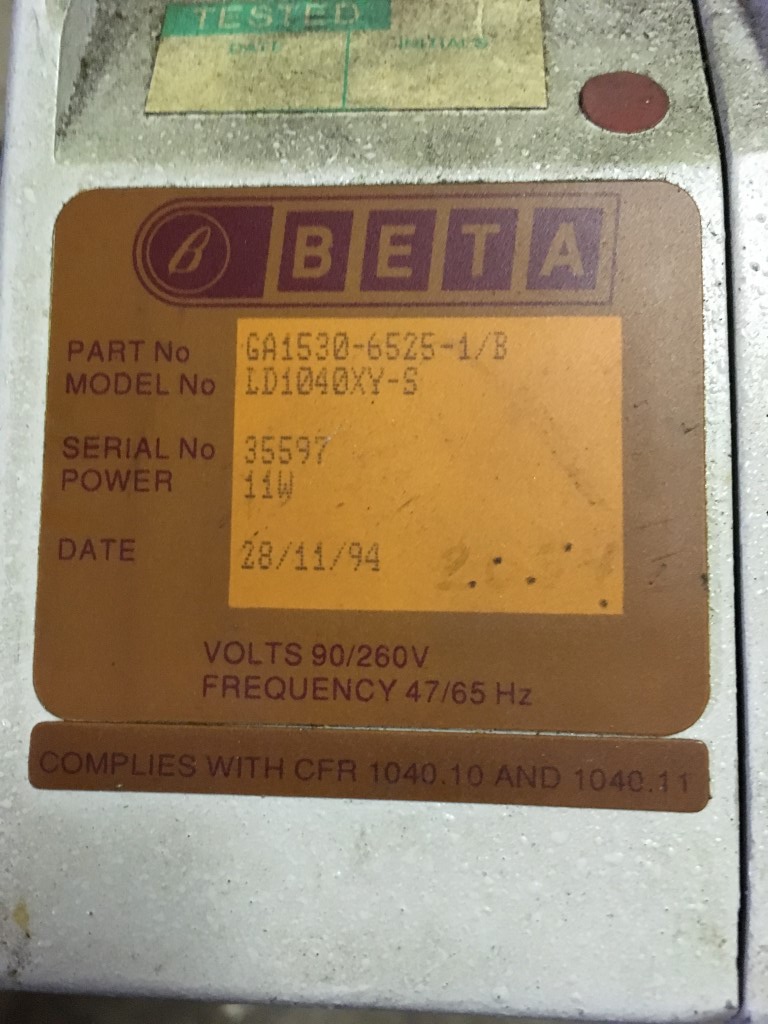 TESTED
DATE INITIALS
β BETA
PART No GA1530-6525-1/B
MODEL No LD1040XY-S
SERIAL No 35597
POWER 11W
DATE 28/11/94
VOLTS 90/260V
FREQUENCY 47/65 Hz
COMPLIES WITH CFR 1040.10 AND 1040.11